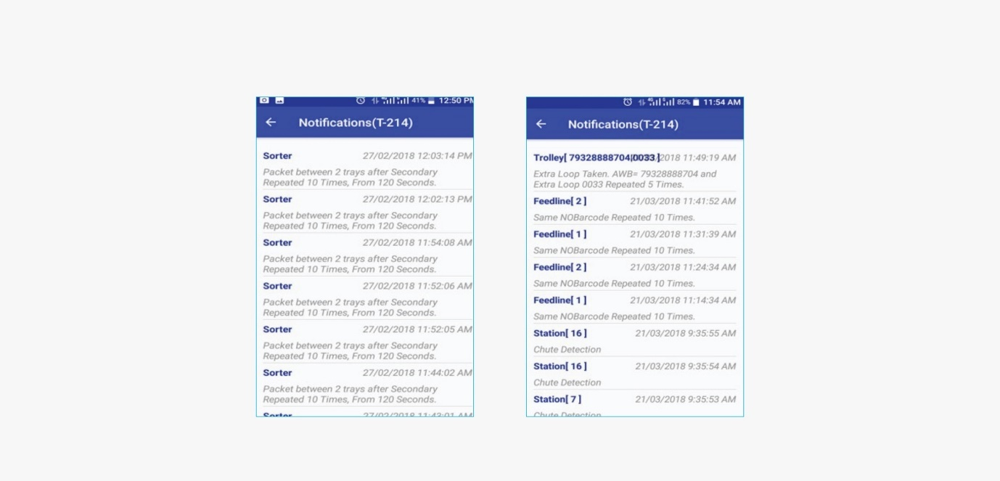 41% 12:50 PM
Notifications(T-214)
Sorter 27/02/2018 12:03:14 PM
Packet between 2 trays after Secondary
Repeated 10 Times, From 120 Seconds.
Sorter 27/02/2018 12:02:13 PM
Packet between 2 trays after Secondary
Repeated 10 Times, From 120 Seconds.
Sorter 27/02/2018 11:54:08 AM
Packet between 2 trays after Secondary
Repeated 10 Times, From 120 Seconds.
Sorter 27/02/2018 11:52:06 AM
Packet between 2 trays after Secondary
Repeated 10 Times, From 120 Seconds.
Sorter 27/02/2018 11:52:05 AM
Packet between 2 trays after Secondary
Repeated 10 Times, From 120 Seconds.
Sorter 27/02/2018 11:44:02 AM
Packet between 2 trays after Secondary
Repeated 10 Times, From 120 Seconds.
Sorter 27/02/2018 11:43:01 AM
82% 11:54 AM
Notifications(T-214)
Trolley[ 79328888704,0033 ] 2018 11:49:19 AM
Extra Loop Taken. AWB= 79328888704 and
Extra Loop 0033 Repeated 5 Times.
Feedline[ 2 ] 21/03/2018 11:41:52 AM
Same NOBarcode Repeated 10 Times.
Feedline[ 1 ] 21/03/2018 11:31:39 AM
Same NOBarcode Repeated 10 Times.
Feedline[ 2 ] 21/03/2018 11:24:34 AM
Same NOBarcode Repeated 10 Times.
Feedline[ 1 ] 21/03/2018 11:14:34 AM
Same NOBarcode Repeated 10 Times.
Station[ 16 ] 21/03/2018 9:35:55 AM
Chute Detection
Station[ 16 ] 21/03/2018 9:35:54 AM
Chute Detection
Station[ 7 ] 21/03/2018 9:35:53 AM
Chute Detection